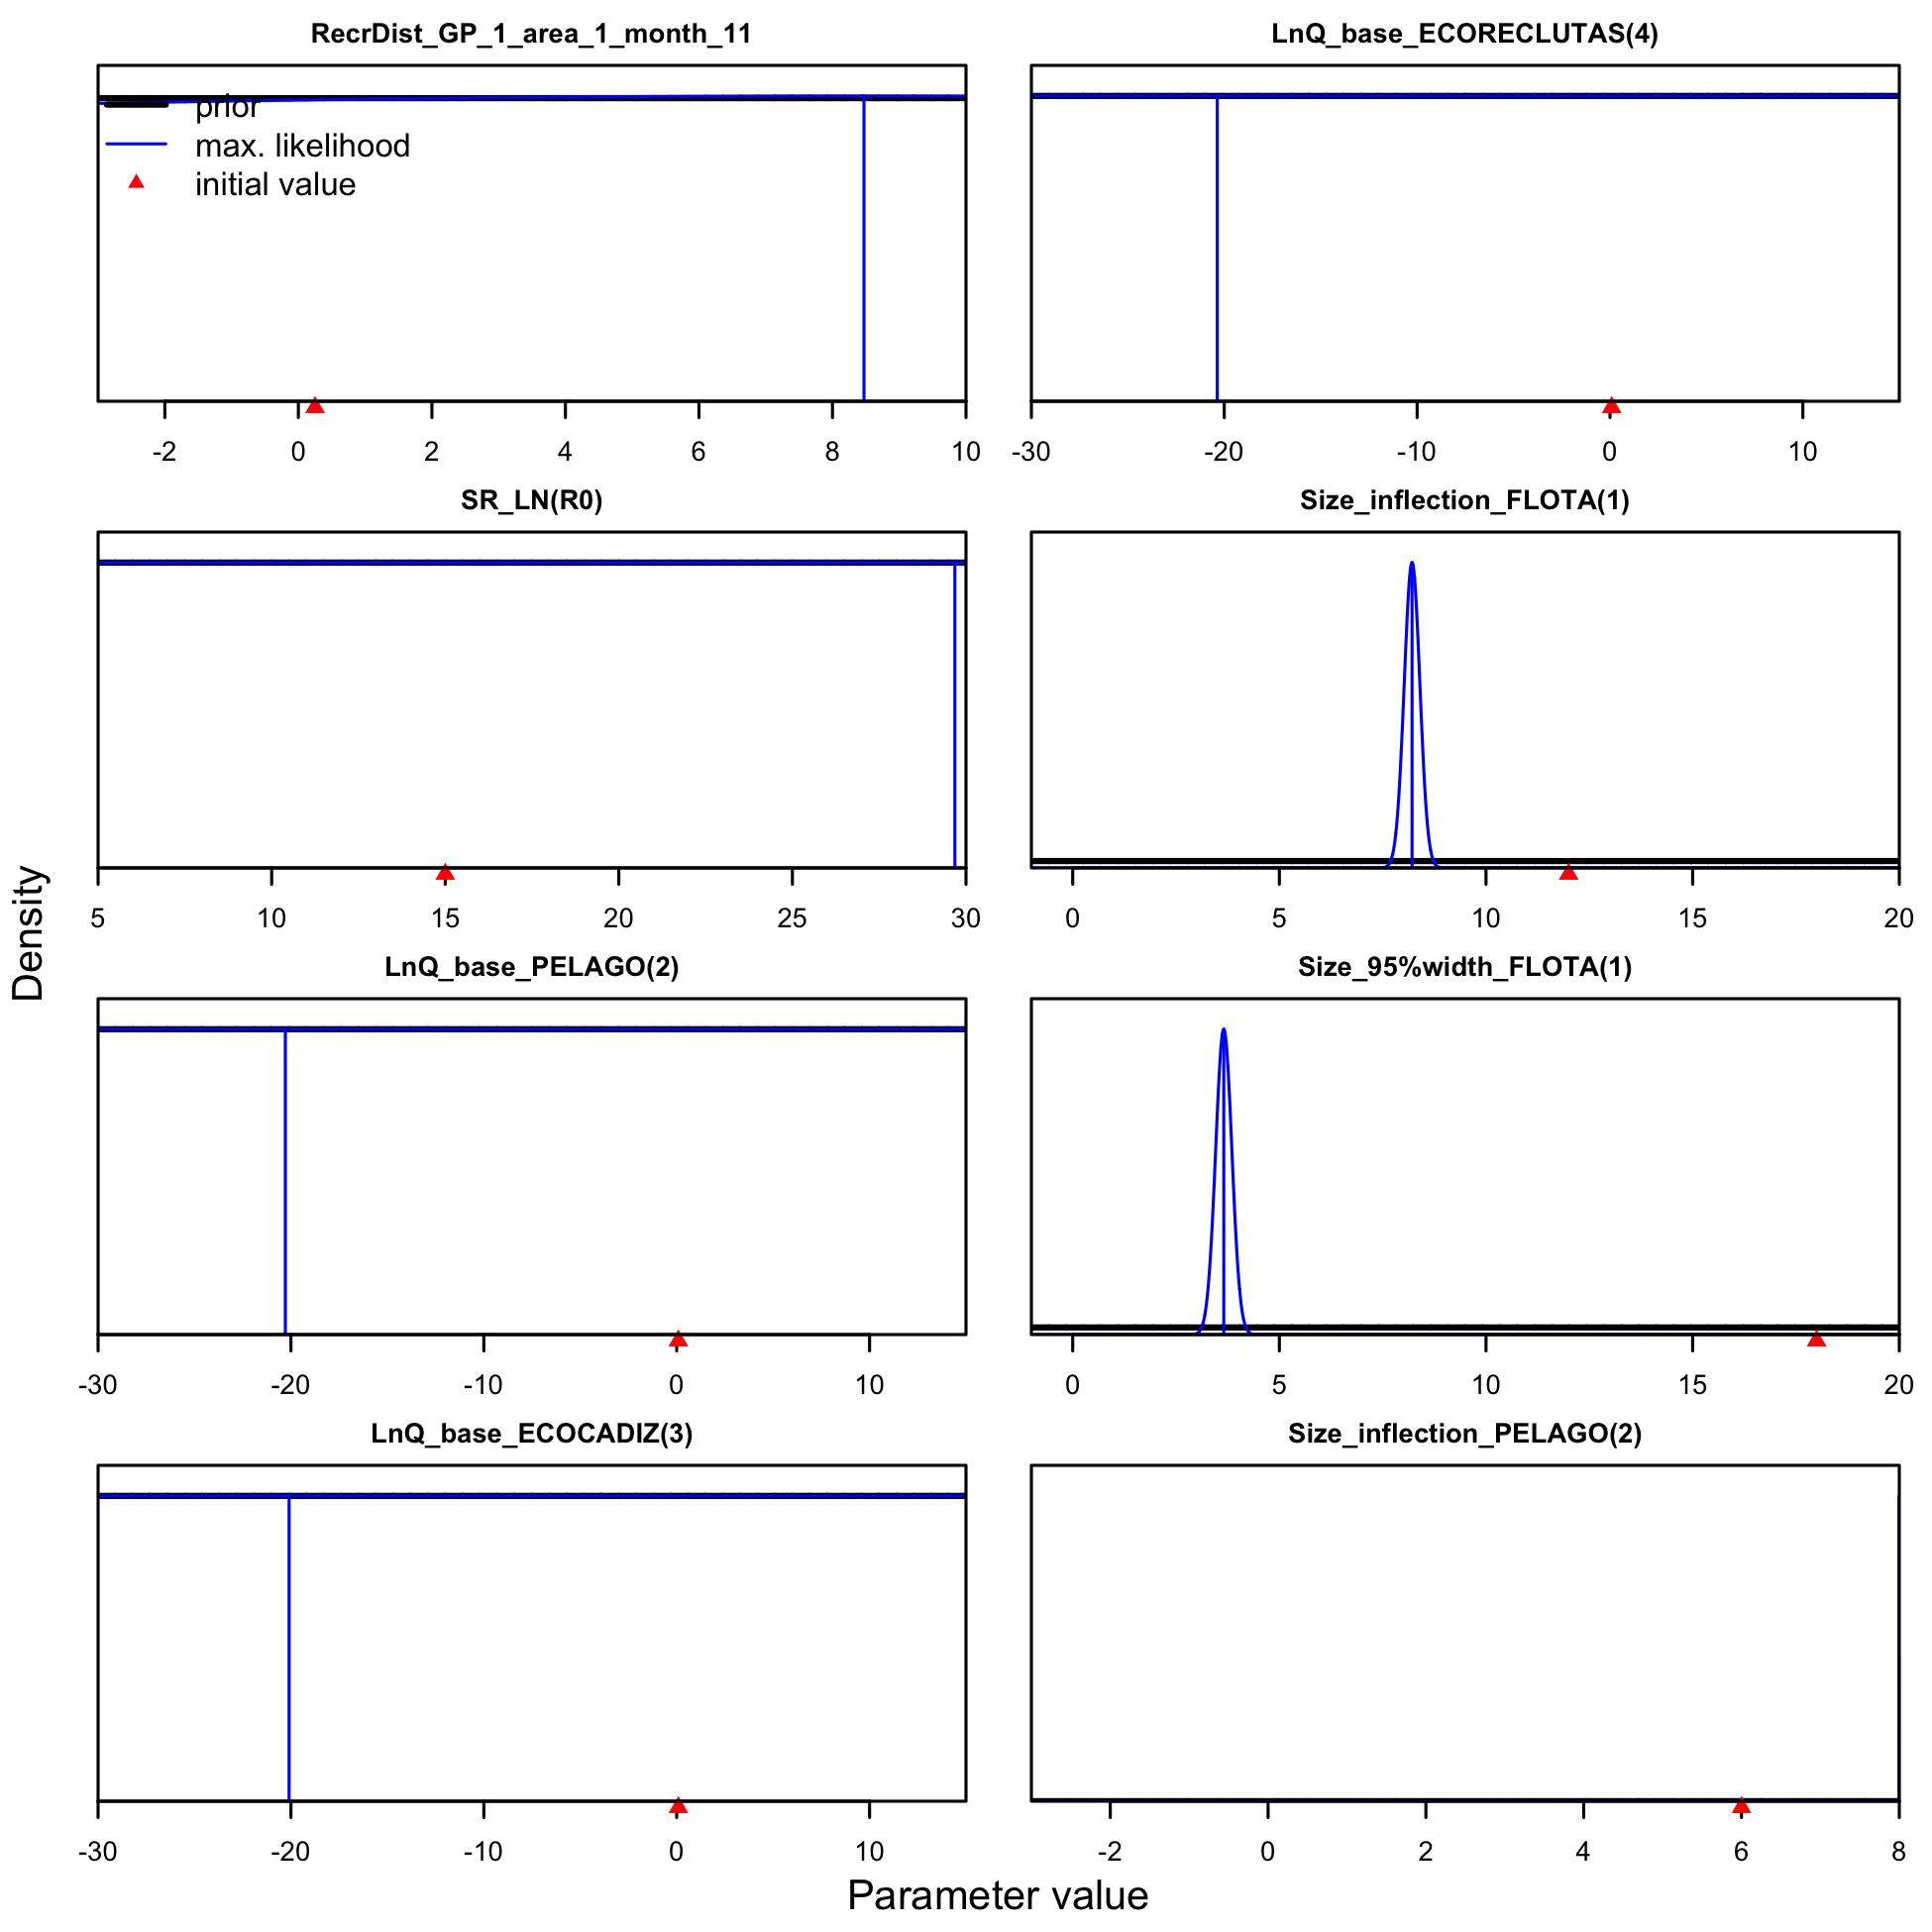 RecrDist_GP_1_area_1_month_11
prior
max. likelihood
initial value
-2 0 2 4 6 8 10
LnQ_base_ECORECLUTAS(4)
-30 -20 -10 0 10
SR_LN(R0)
5 10 15 20 25 30
Size_inflection_FLOTA(1)
0 5 10 15 20
LnQ_base_PELAGO(2)
-30 -20 -10 0 10
Size_95%width_FLOTA(1)
0 5 10 15 20
LnQ_base_ECOCADIZ(3)
-30 -20 -10 0 10
Size_inflection_PELAGO(2)
-2 0 2 4 6 8
Density
Parameter value